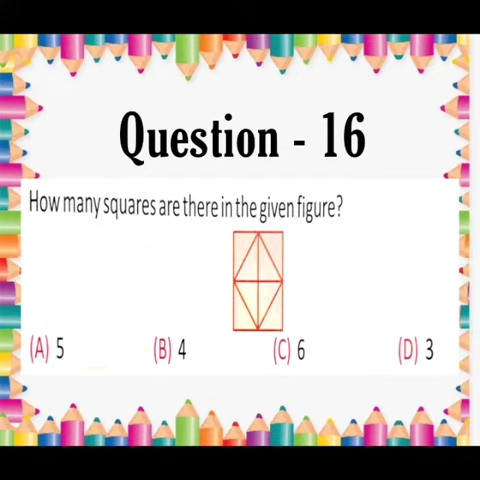 Question - 16
How many squares are there in the given figure?
(A) 5 (B) 4 (C) 6 (D) 3